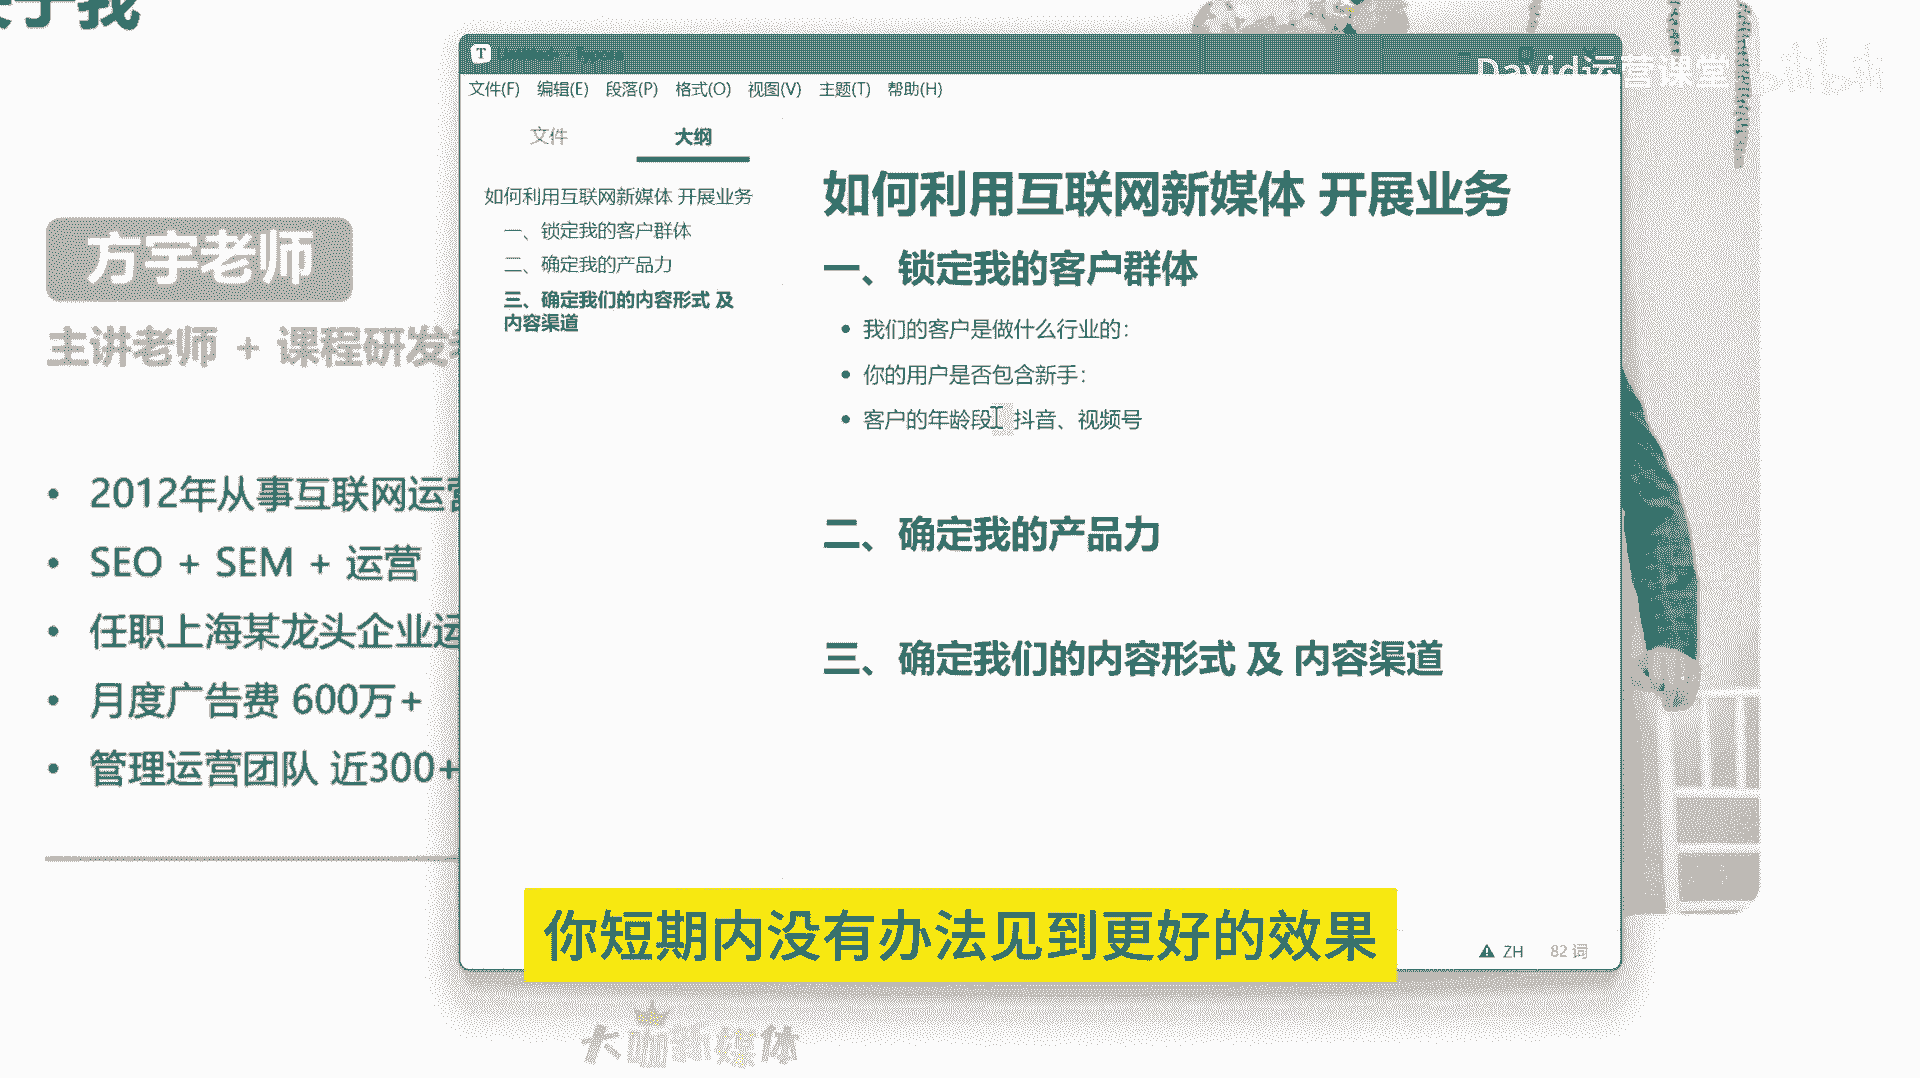 方宇老师
主讲老师 + 课程研发
2012年从事互联网运营
SEO + SEM + 运营
任职上海某龙头企业运
月度广告费 600万+
管理运营团队 近300+
T
David运营课堂
bilibili
文件(F) 编辑(E) 段落(P) 格式(O) 视图(V) 主题(T) 帮助(H)
文件 大纲
如何利用互联网新媒体 开展业务
一、锁定我的客户群体
二、确定我的产品力
三、确定我们的内容形式 及
内容渠道
如何利用互联网新媒体 开展业务
一、锁定我的客户群体
我们的客户是做什么行业的：
你的用户是否包含新手：
客户的年龄段 抖音、视频号
二、确定我的产品力
三、确定我们的内容形式 及 内容渠道
ZH 82 词
你短期内没有办法见到更好的效果
大咖新媒体